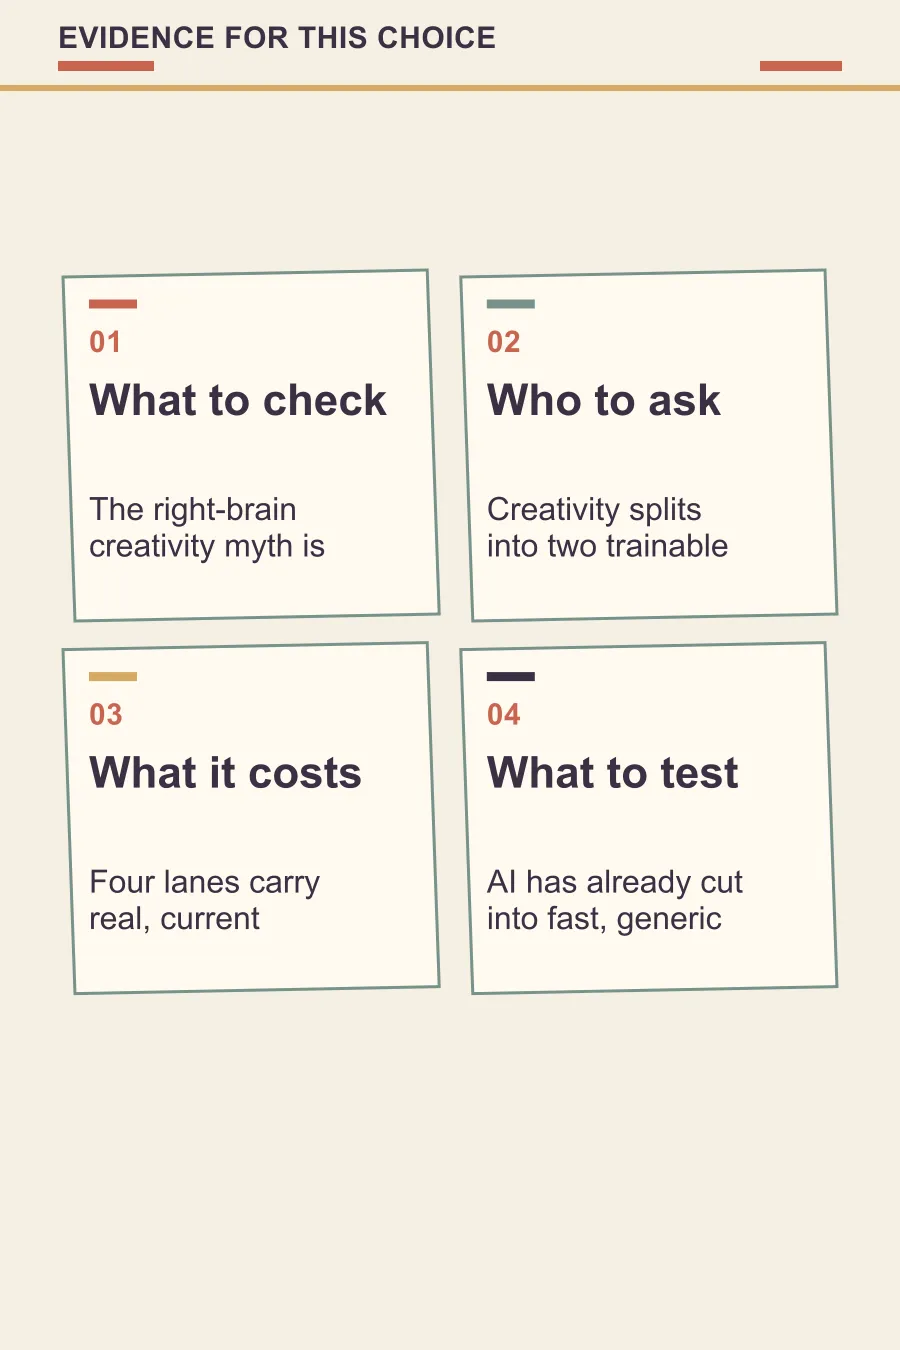 EVIDENCE FOR THIS CHOICE
01
What to check
The right-brain
creativity myth is
02
Who to ask
Creativity splits
into two trainable
03
What it costs
Four lanes carry
real, current
04
What to test
AI has already cut
into fast, generic